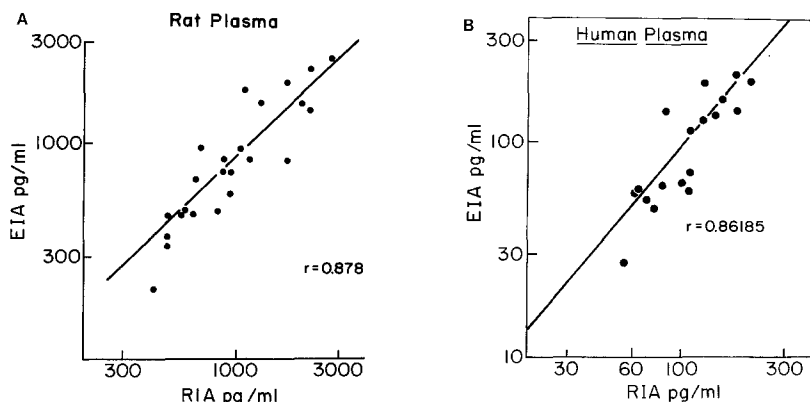 A
Rat Plasma
3000
1000
300
EIA pg/ml
r=0.878
300
1000
3000
RIA pg/ml
B
Human Plasma
300
100
30
10
EIA pg/ml
r=0.86185
30
60
100
300
RIA pg/ml